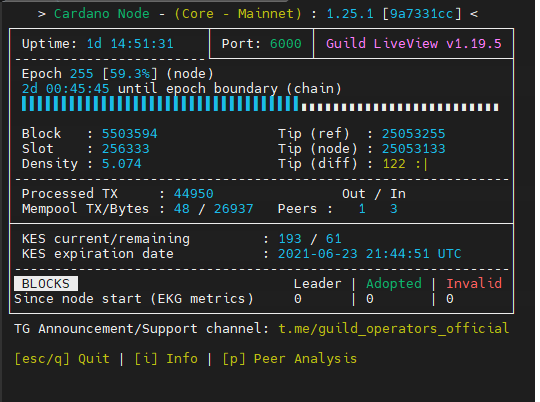 > Cardano Node - (Core - Mainnet) : 1.25.1 [9a7331cc] <
Uptime: 1d 14:51:31 Port: 6000 Guild LiveView v1.19.5
Epoch 255 [59.3%] (node)
2d 00:45:45 until epoch boundary (chain)
Block : 5503594 Tip (ref) : 25053255
Slot : 256333 Tip (node) : 25053133
Density : 5.074 Tip (diff) : 122 :|
Processed TX : 44950 Out / In
Mempool TX/Bytes : 48 / 26937 Peers : 1 3
KES current/remaining : 193 / 61
KES expiration date : 2021-06-23 21:44:51 UTC
BLOCKS Leader | Adopted | Invalid
Since node start (EKG metrics) 0 | 0 | 0
TG Announcement/Support channel: t.me/guild_operators_official
[esc/q] Quit | [i] Info | [p] Peer Analysis